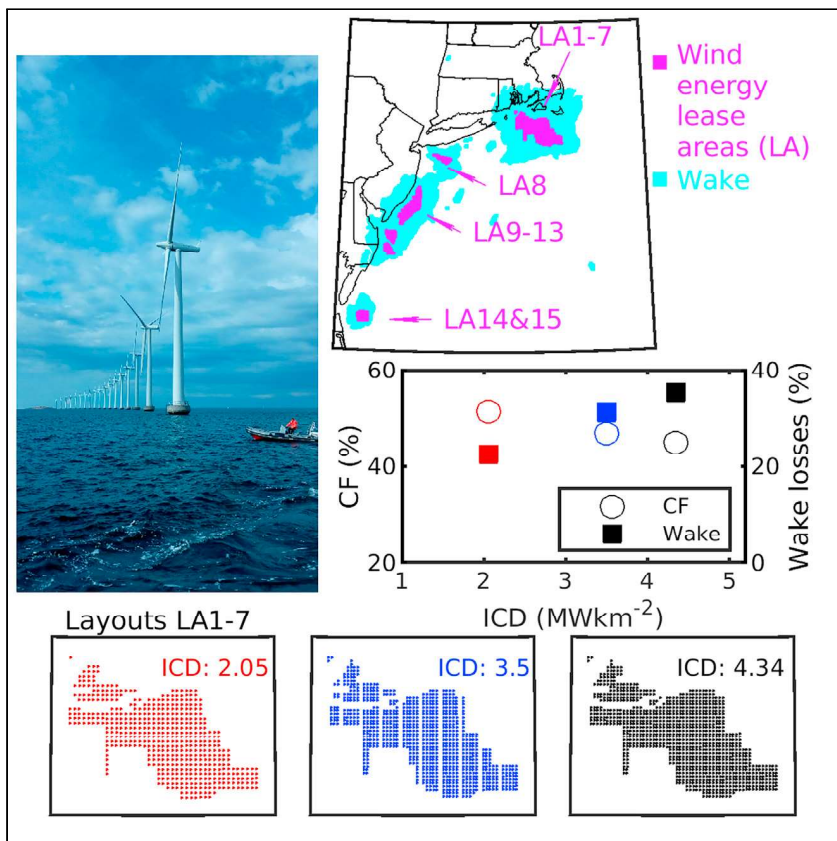 LA1-7
Wind
energy
lease
areas (LA)
Wake
LA8
LA9-13
LA14&15
60
40
CF (%)
40
20
Wake losses (%)
CF
Wake
20
0
1
2
3
4
5
ICD (MWkm-2)
Layouts LA1-7
ICD: 2.05
ICD: 3.5
ICD: 4.34